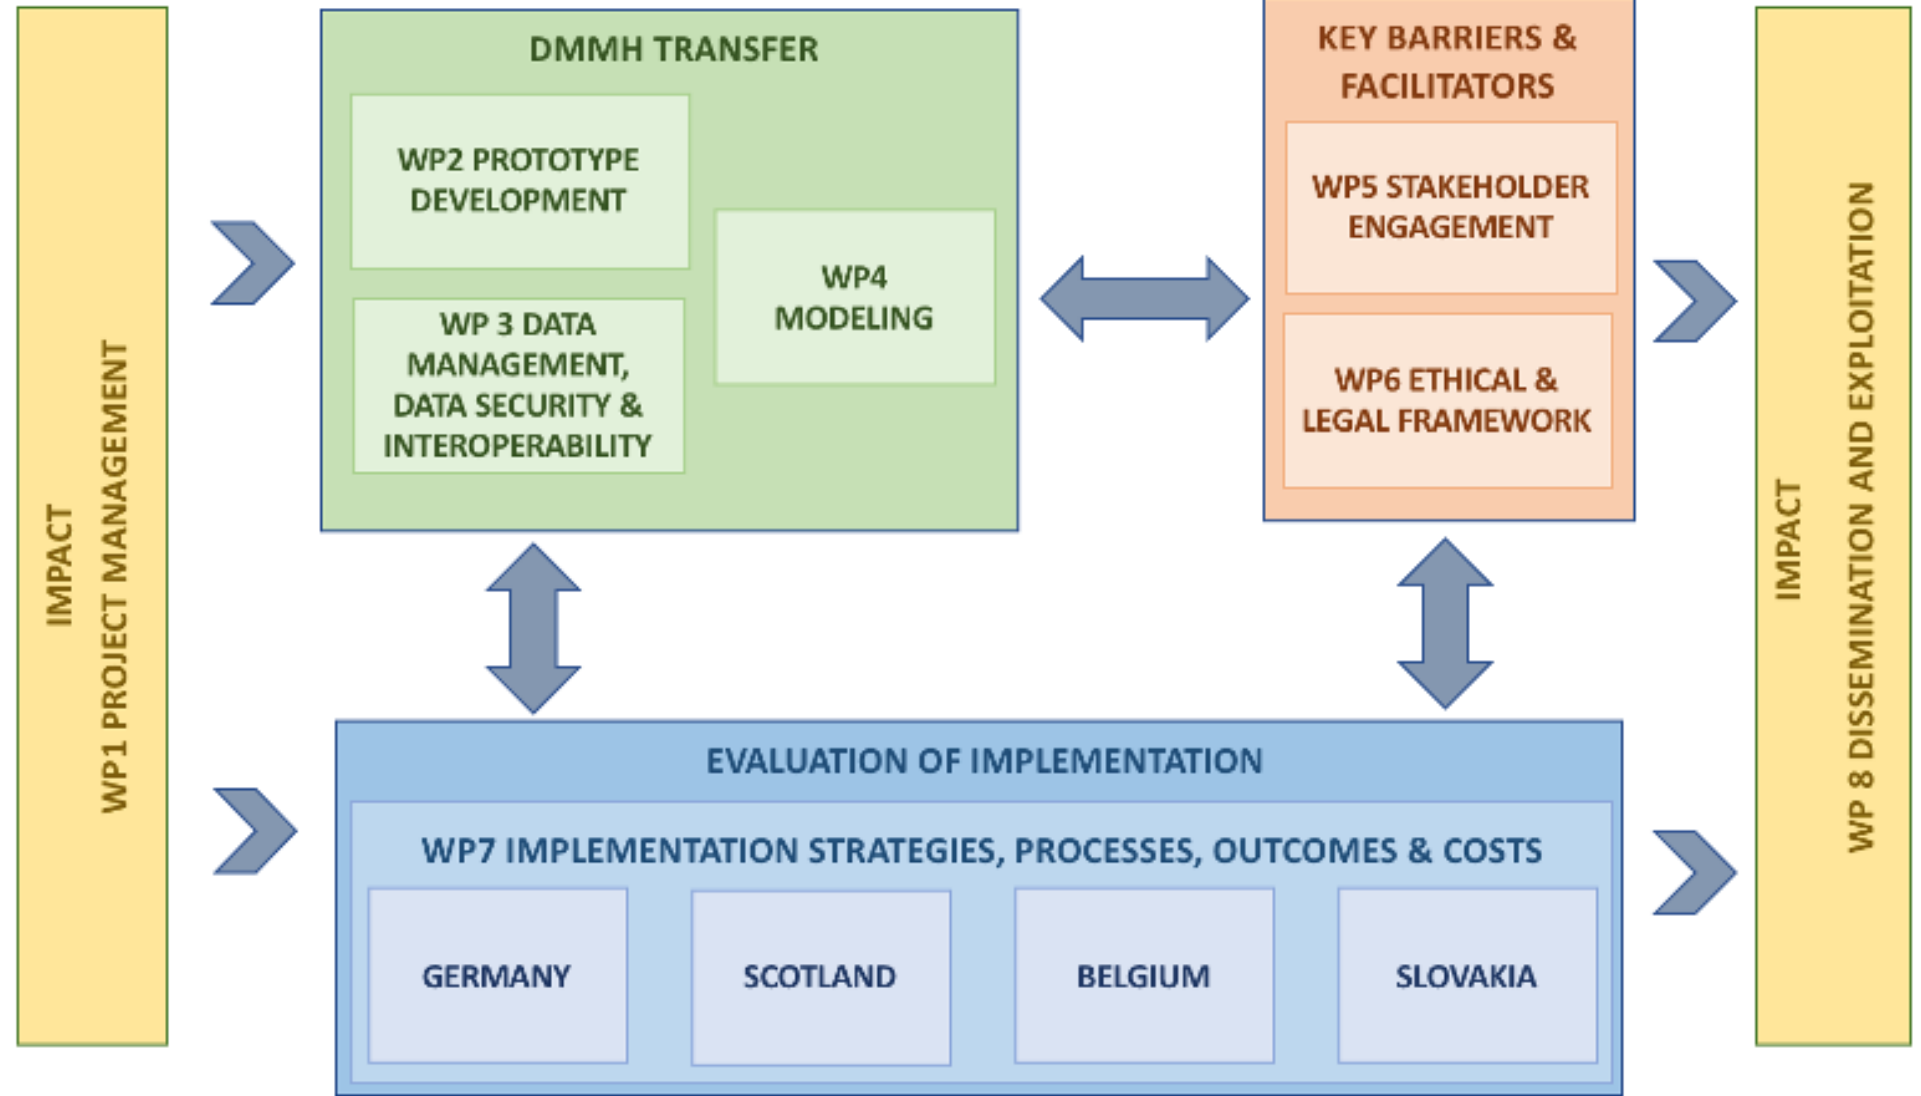 IMPACT
WP1 PROJECT MANAGEMENT
DMMH TRANSFER
WP2 PROTOTYPE
DEVELOPMENT
WP 3 DATA
MANAGEMENT,
DATA SECURITY &
INTEROPERABILITY
WP4
MODELING
KEY BARRIERS &
FACILITATORS
WP5 STAKEHOLDER
ENGAGEMENT
WP6 ETHICAL &
LEGAL FRAMEWORK
EVALUATION OF IMPLEMENTATION
WP7 IMPLEMENTATION STRATEGIES, PROCESSES, OUTCOMES & COSTS
GERMANY
SCOTLAND
BELGIUM
SLOVAKIA
IMPACT
WP 8 DISSEMINATION AND EXPLOITATION